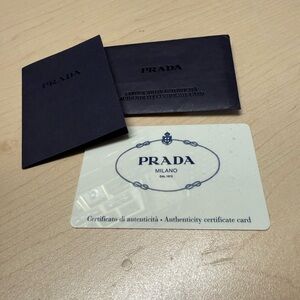 PRADA
PRADA
PRADA
MILANO
DAL 1913
Certificato di autenticità • Authenticity certificate card